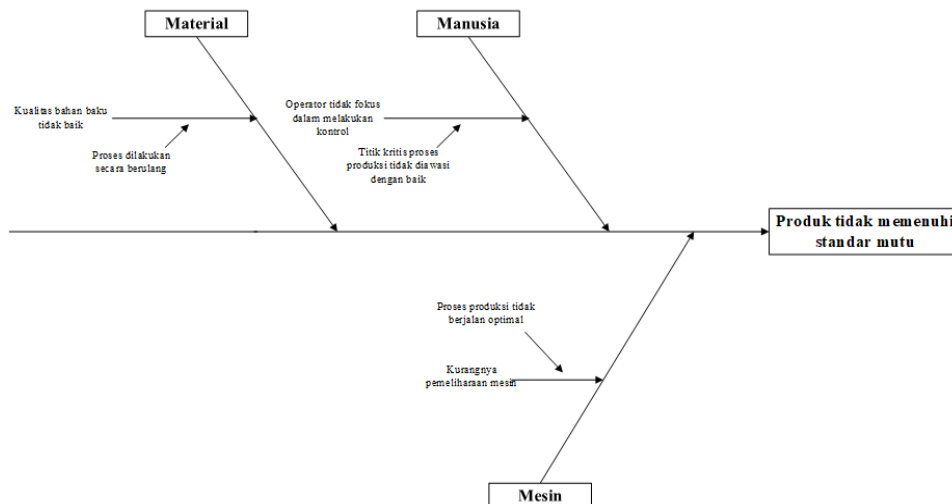 Material
Manusia
Kualitas bahan baku
tidak baik
Proses dilakukan
secara berulang
Operator tidak fokus
dalam melakukan
kontrol
Titik kritis proses
produksi tidak diawasi
dengan baik
Produk tidak memenuhi
standar mutu
Proses produksi tidak
berjalan optimal
Kurangnya
pemeliharaan mesin
Mesin